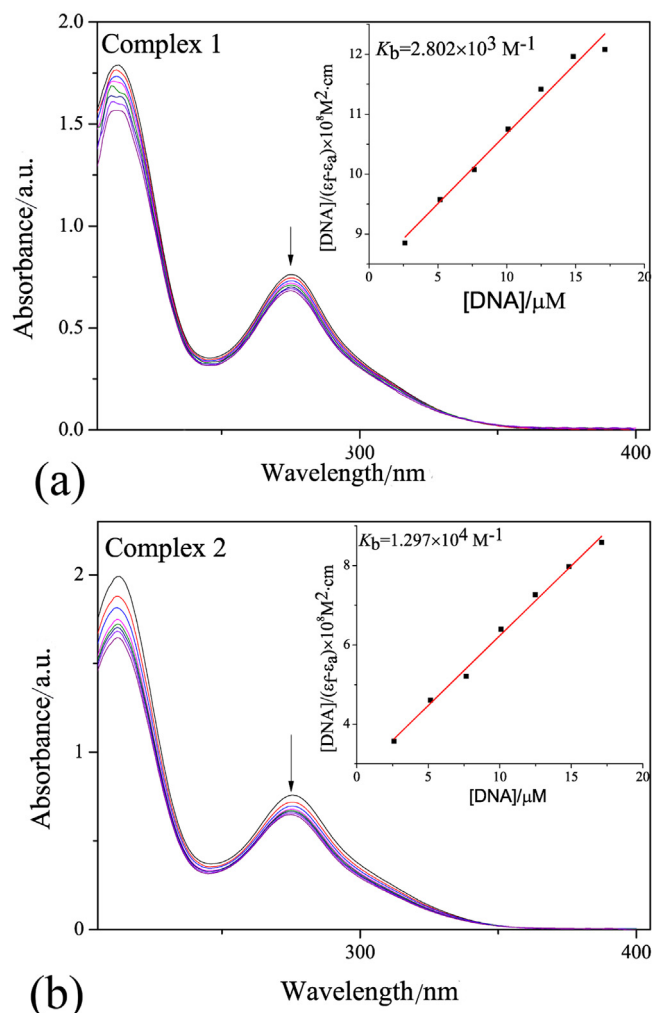 Complex 1
K_b=2.802×10³ M⁻¹
[DNA]/(εf-εa)×10⁸M²·cm
12
11
10
9
0 5 10 15 20
[DNA]/μM
Absorbance/a.u.
2.0
1.5
1.0
0.5
0.0
300 400
Wavelength/nm
(a)
Complex 2
K_b=1.297×10⁴ M⁻¹
[DNA]/(εf-εa)×10⁸M²·cm
8
6
4
0 5 10 15 20
[DNA]/μM
Absorbance/a.u.
2
1
0
300 400
Wavelength/nm
(b)